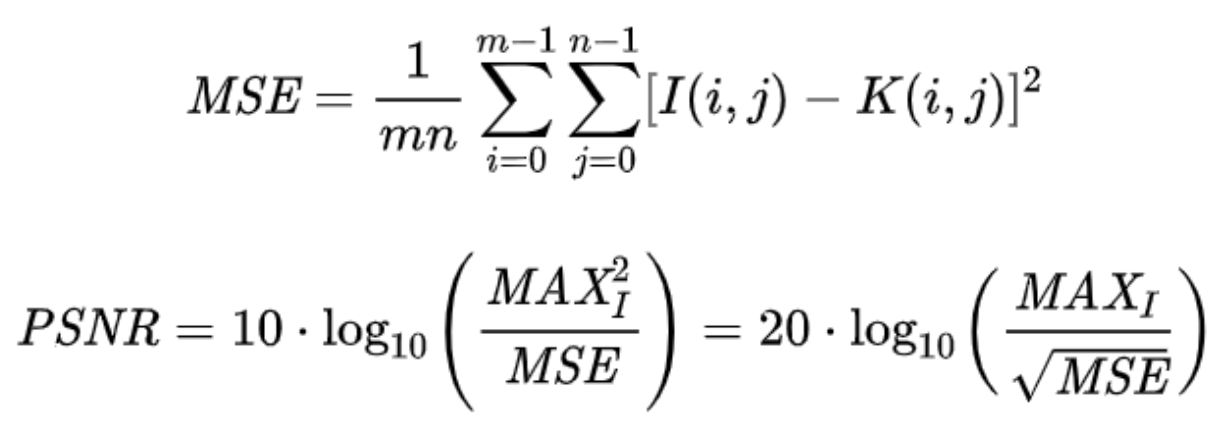 MSE = \frac{1}{mn} \sum_{i=0}^{m-1} \sum_{j=0}^{n-1} [I(i, j) - K(i, j)]^2
PSNR = 10 \cdot \log_{10} \left( \frac{MAX_I^2}{MSE} \right) = 20 \cdot \log_{10} \left( \frac{MAX_I}{\sqrt{MSE}} \right)